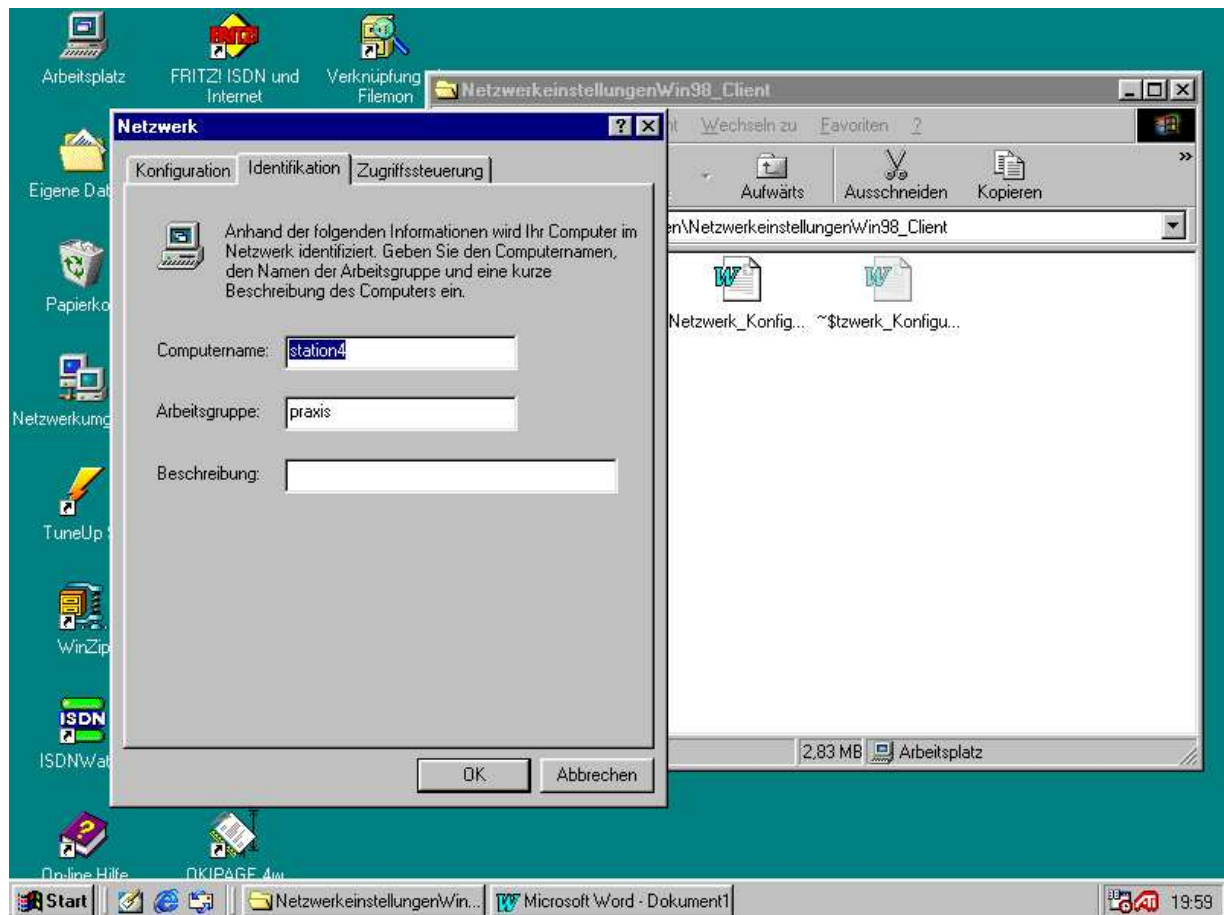 Arbeitsplatz
FRITZ! ISDN und
Internet
Verknüpfung
Filemon
Eigene Dat
Papierko
Netzwerkumg
TuneUp
WinZip
ISDN
ISDNWat
On-line Hilfe
OKIPAGE 4w
NetzwerkeinstellungenWin98_Client
Wechseln zu Favoriten ?
Aufwärts Ausschneiden Kopieren »
en\NetzwerkeinstellungenWin98_Client
Netzwerk_Konfig... ~$tzwerk_Konfigu...
2,83 MB Arbeitsplatz
Netzwerk
Konfiguration Identifikation Zugriffssteuerung
Anhand der folgenden Informationen wird Ihr Computer im
Netzwerk identifiziert. Geben Sie den Computernamen,
den Namen der Arbeitsgruppe und eine kurze
Beschreibung des Computers ein.
Computername: station4
Arbeitsgruppe: praxis
Beschreibung:
OK Abbrechen
Start NetzwerkeinstellungenWin... Microsoft Word - Dokument1 19:59